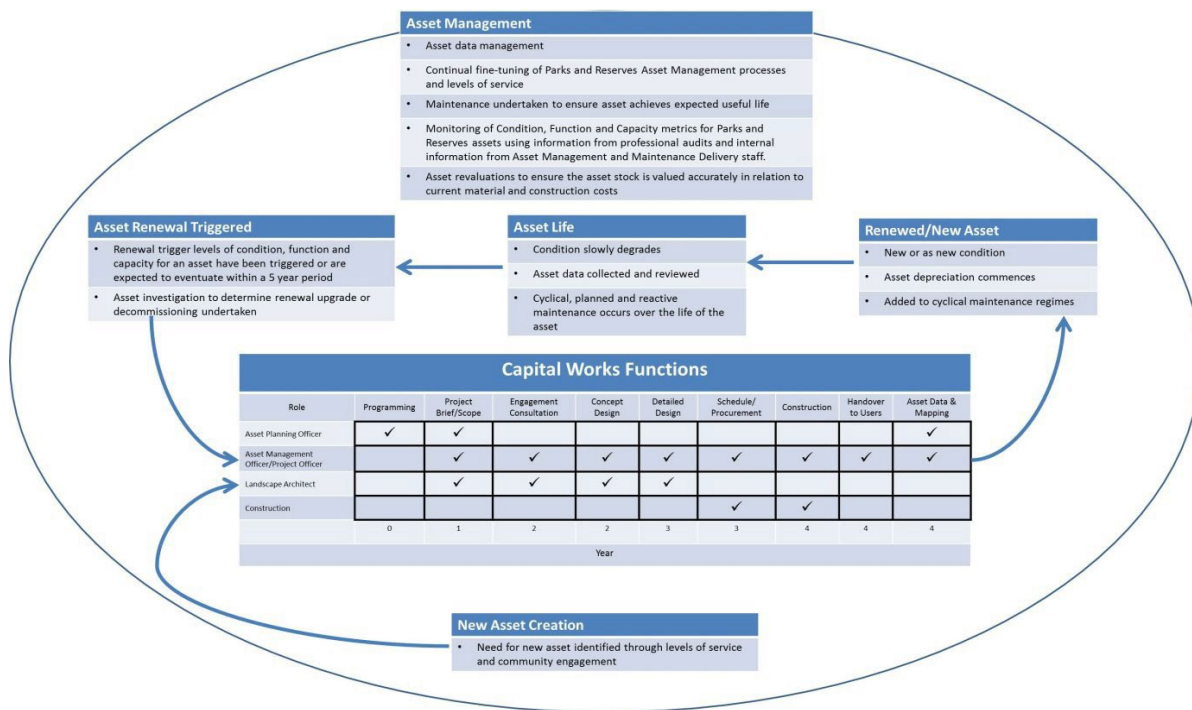 Asset Management
• Asset data management
• Continual fine-tuning of Parks and Reserves Asset Management processes
and levels of service
• Maintenance undertaken to ensure asset achieves expected useful life
• Monitoring of Condition, Function and Capacity metrics for Parks and
Reserves assets using information from professional audits and internal
information from Asset Management and Maintenance Delivery staff.
• Asset revaluations to ensure the asset stock is valued accurately in relation to
current material and construction costs
Asset Renewal Triggered
• Renewal trigger levels of condition, function and
capacity for an asset have been triggered or are
expected to eventuate within a 5 year period
• Asset investigation to determine renewal upgrade or
decommissioning undertaken
Asset Life
• Condition slowly degrades
• Asset data collected and reviewed
• Cyclical, planned and reactive
maintenance occurs over the life of the
asset
Renewed/New Asset
• New or as new condition
• Asset depreciation commences
• Added to cyclical maintenance regimes
Capital Works Functions
Role Programming Project Brief/Scope Engagement Consultation Concept Design Detailed Design Schedule/ Procurement Construction Handover to Users Asset Data & Mapping
Asset Planning Officer ✓ ✓ ✓
Asset Management
Officer/Project Officer ✓ ✓ ✓ ✓ ✓ ✓ ✓ ✓
Landscape Architect ✓ ✓ ✓ ✓
Construction ✓ ✓
0 1 2 2 3 3 4 4 4
Year
New Asset Creation
• Need for new asset identified through levels of service
and community engagement